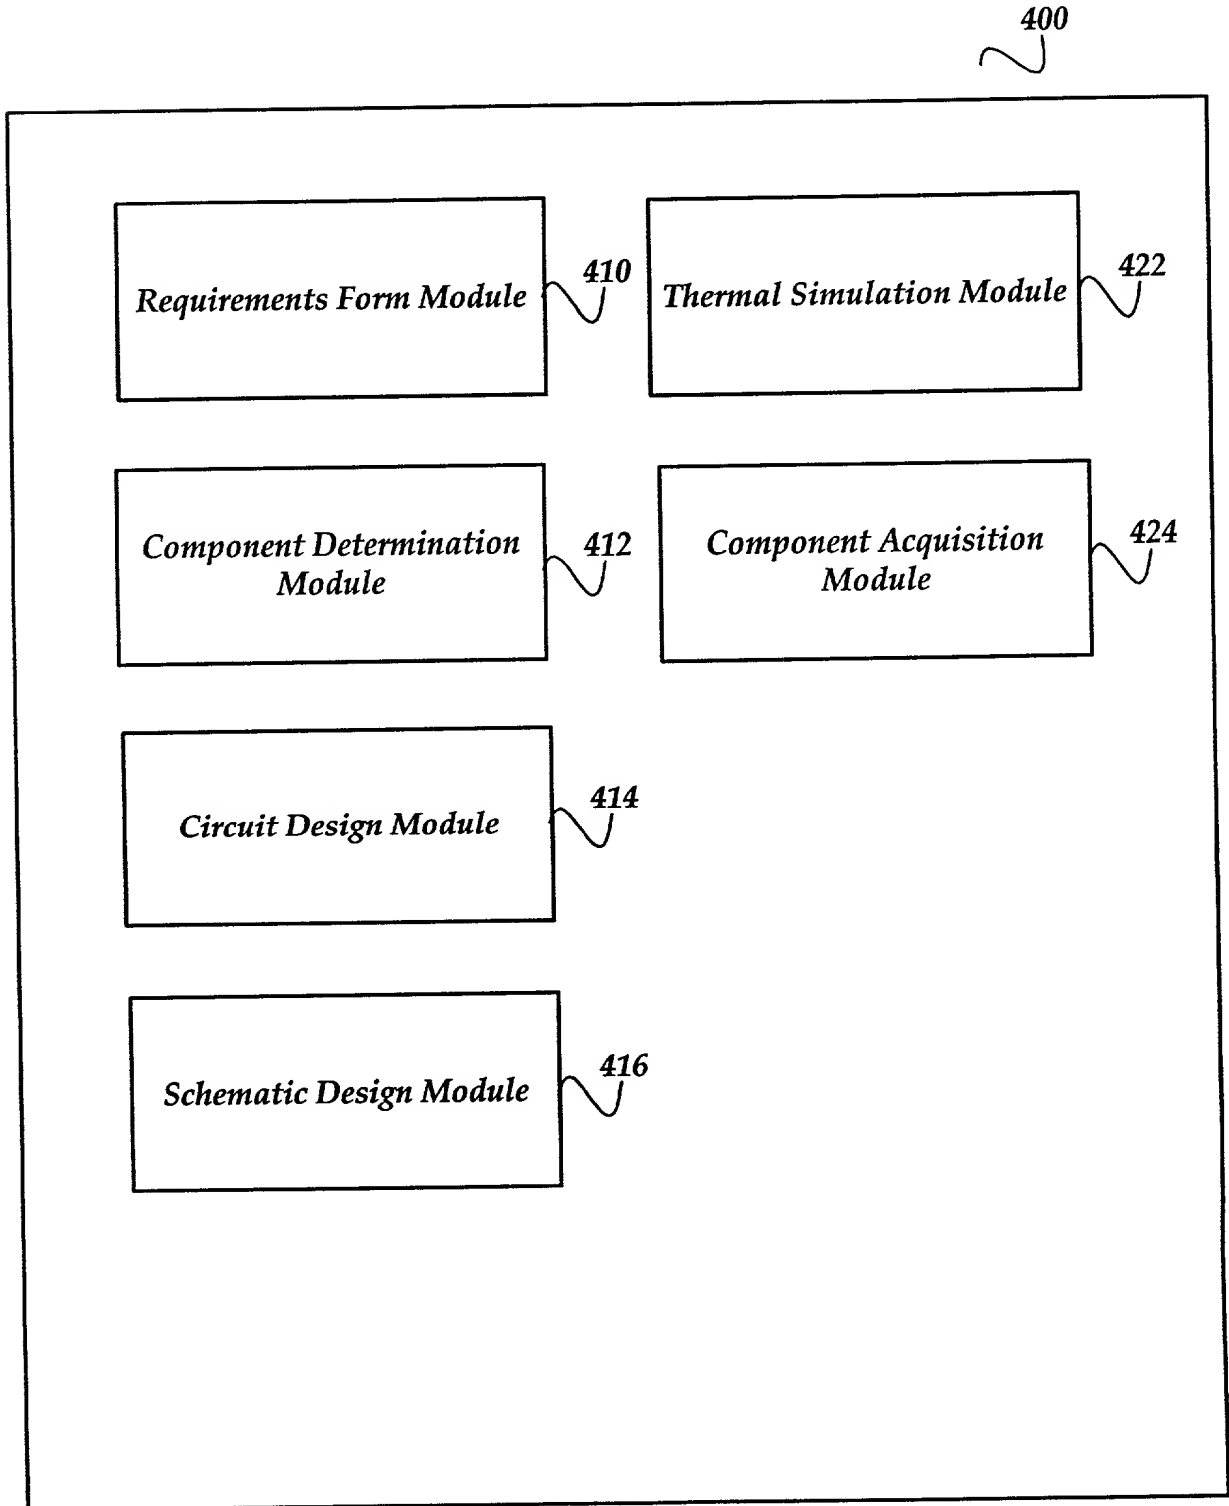 400
Requirements Form Module
410
Thermal Simulation Module
422
Component Determination
Module
412
Component Acquisition
Module
424
Circuit Design Module
414
Schematic Design Module
416